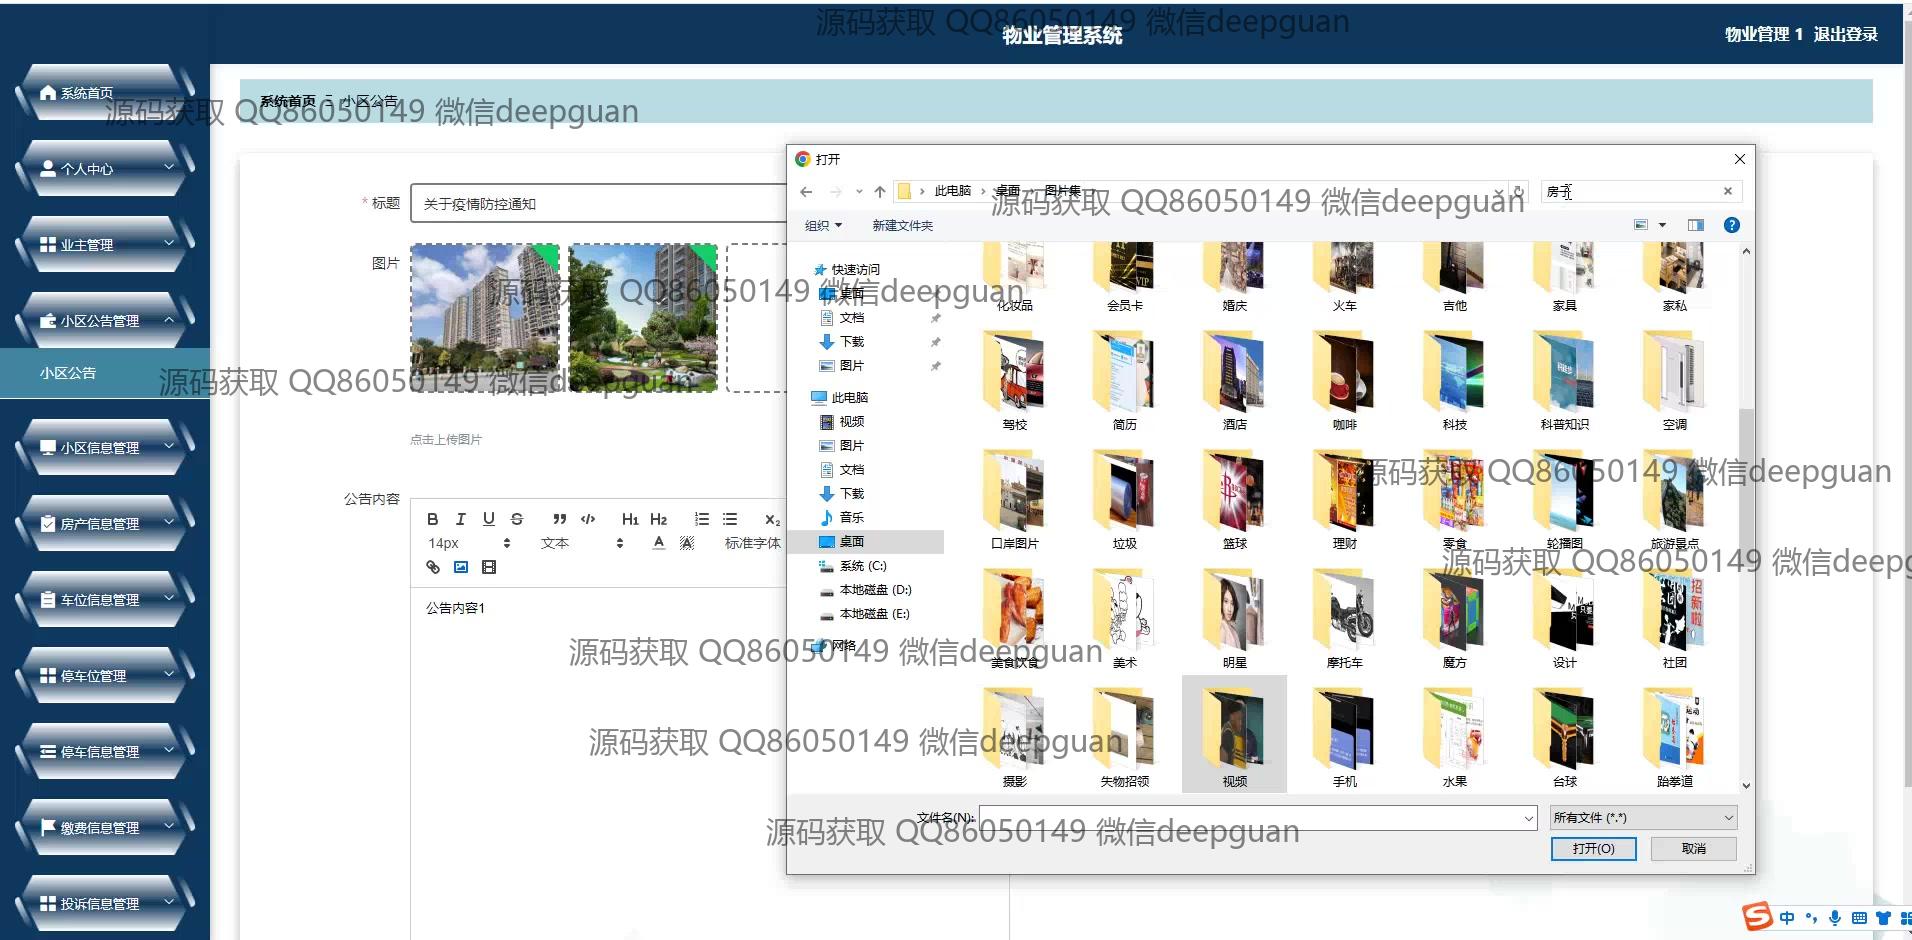 源码获取 QQ86050149 微信deepguan
物业管理系统
物业管理 1 退出登录
系统首页
系统首页
小区公告
源码获取 QQ86050149 微信deepguan
个人中心
业主管理
小区公告管理
小区公告
小区信息管理
房产信息管理
车位信息管理
停车位管理
停车信息管理
缴费信息管理
投诉信息管理
* 标题
关于疫情防控通知
图片
源码获取 QQ86050149 微信deepguan
源码获取 QQ86050149 微信deepguan
点击上传图片
公告内容
B I U S ” </> H1 H2 X2
14px 文本 A A 标准字体
公告内容1
打开
此电脑 › 桌面 › 图片集
房子
源码获取 QQ86050149 微信deepguan
组织 新建文件夹
快速访问
桌面
文档
下载
图片
此电脑
视频
图片
文档
下载
音乐
桌面
系统 (C:)
本地磁盘 (D:)
本地磁盘 (E:)
网络
化妆品 会员卡 婚庆 火车 吉他 家具 家私
驾校 简历 酒店 咖啡 科技 科普知识 空调
源码获取 QQ86050149 微信deepguan
口岸图片 垃圾 篮球 理财 零食 轮播图 旅游景点
源码获取 QQ86050149 微信deepg
源码获取 QQ86050149 微信deepguan
美食饮食 美术 明星 摩托车 魔方 设计 社团
源码获取 QQ86050149 微信deepguan
摄影 失物招领 视频 手机 水果 台球 跆拳道
文件名(N):
所有文件 (*.*)
源码获取 QQ86050149 微信deepguan
打开(O) 取消
中